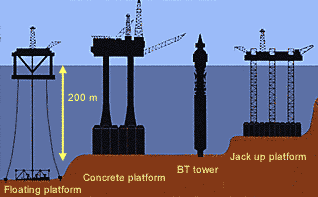 200 m
Floating platform
Concrete platform
BT tower
Jack up platform